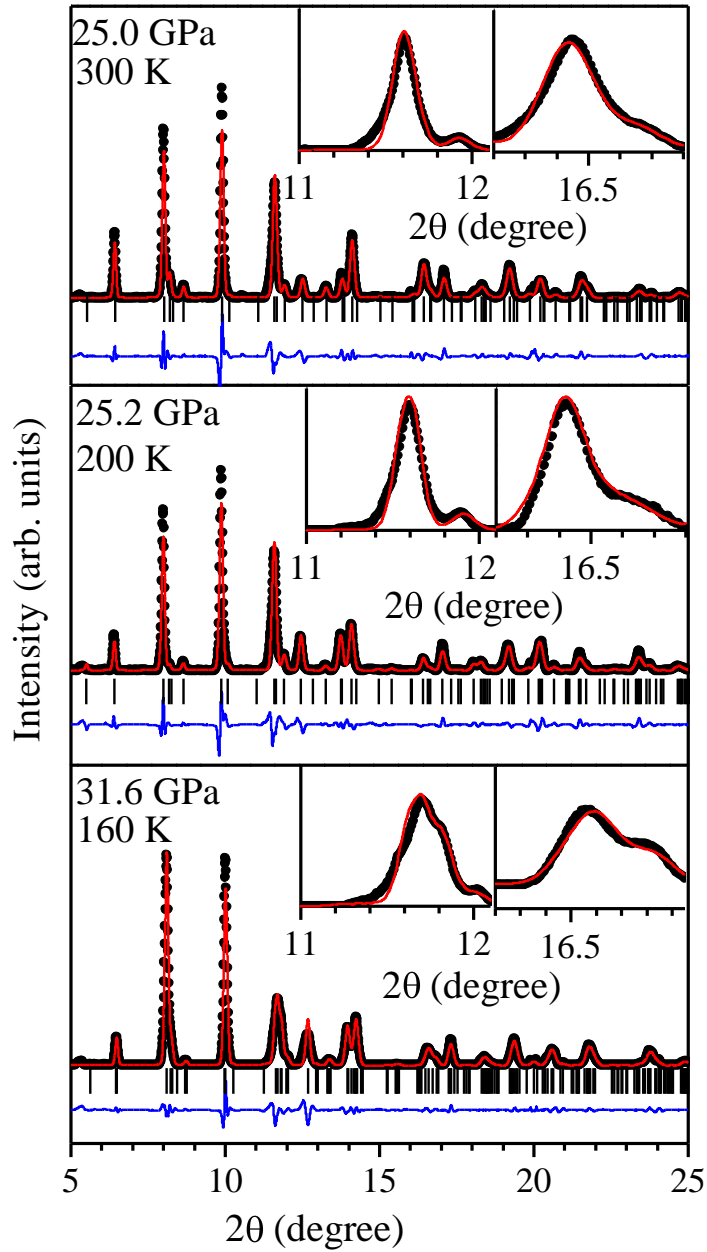 25.0 GPa
300 K
11 12 16.5
2θ (degree)
25.2 GPa
200 K
11 12 16.5
2θ (degree)
Intensity (arb. units)
31.6 GPa
160 K
11 12 16.5
2θ (degree)
5 10 15 20 25
2θ (degree)